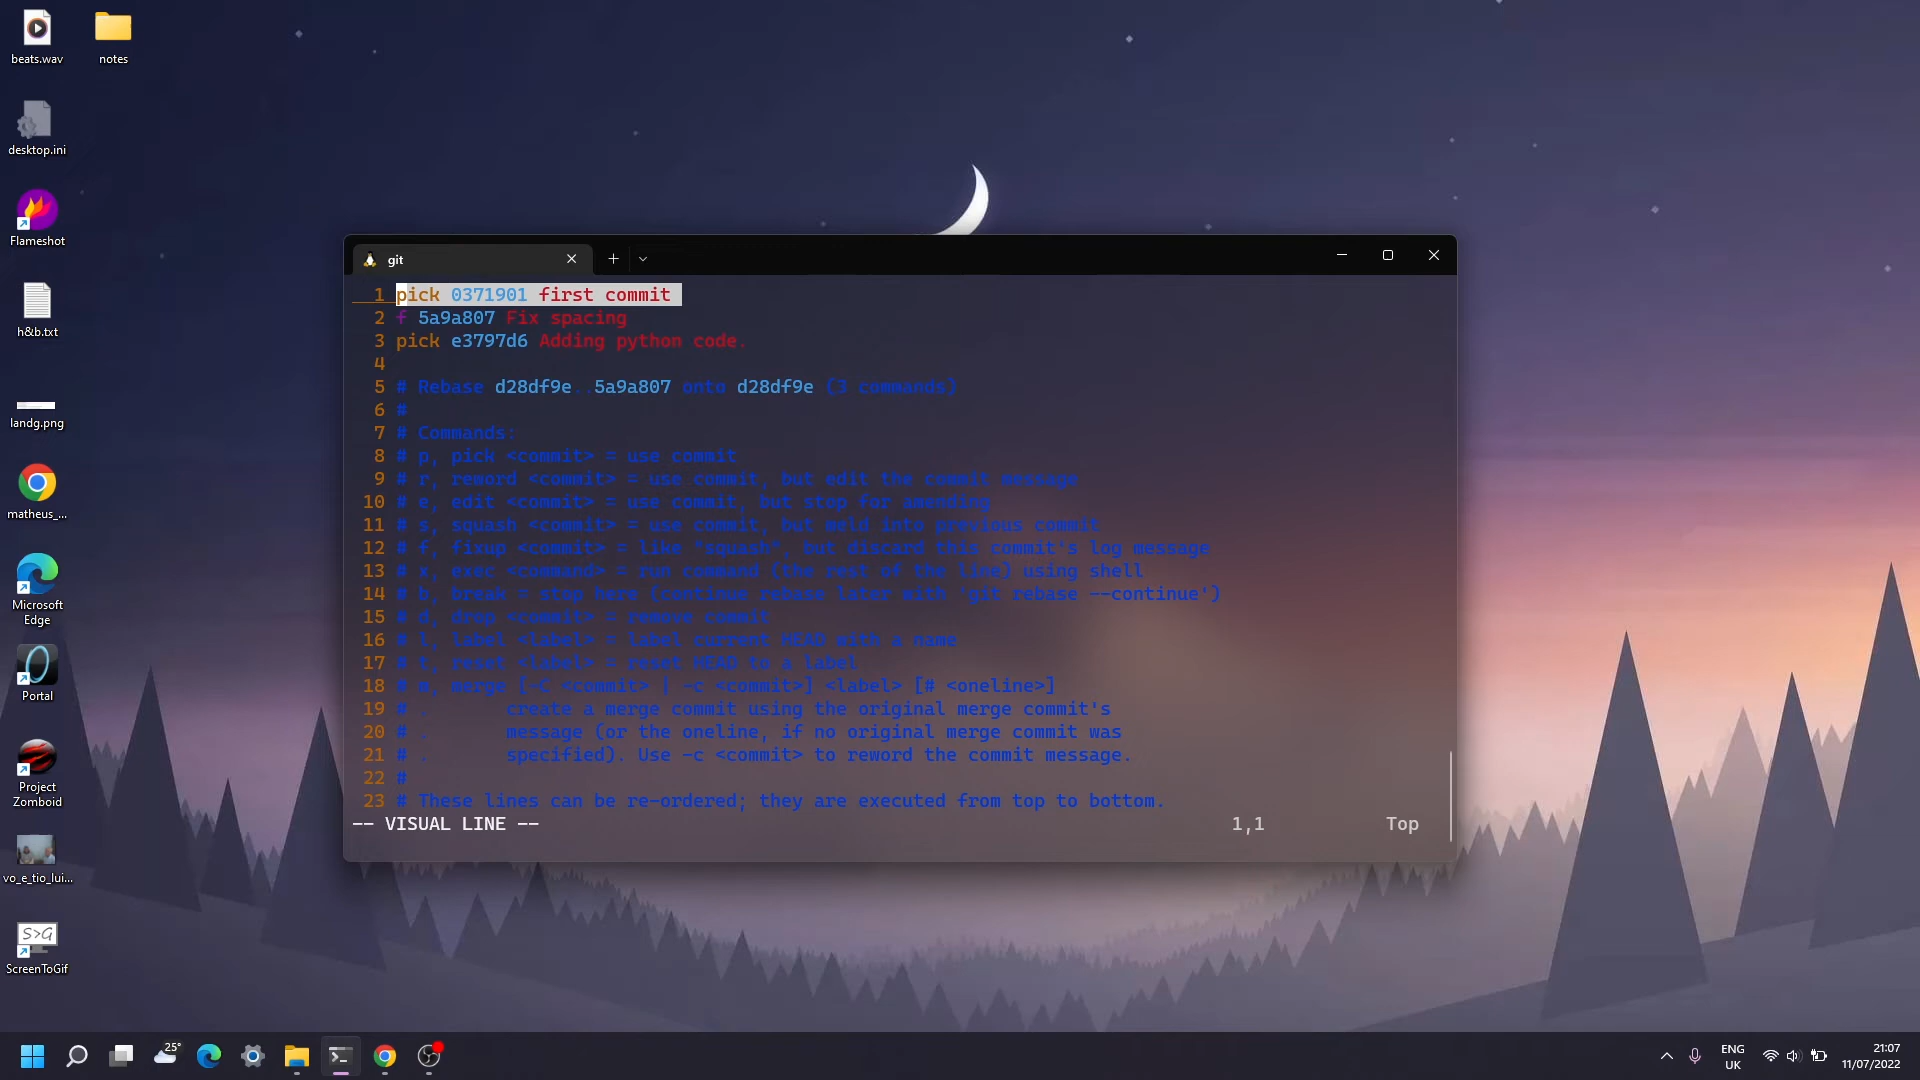 beats.wav
notes
desktop.ini
Flameshot
h&b.txt
landg.png
matheus_...
Microsoft
Edge
Portal
Project
Zomboid
vo_e_tio_lui...
S>G
ScreenToGif
git
1 pick 0371901 first commit
2 f 5a9a807 Fix spacing
3 pick e3797d6 Adding python code.
4
5 # Rebase d28df9e..5a9a807 onto d28df9e (3 commands)
6 #
7 # Commands:
8 # p, pick <commit> = use commit
9 # r, reword <commit> = use commit, but edit the commit message
10 # e, edit <commit> = use commit, but stop for amending
11 # s, squash <commit> = use commit, but meld into previous commit
12 # f, fixup <commit> = like "squash", but discard this commit's log message
13 # x, exec <command> = run command (the rest of the line) using shell
14 # b, break = stop here (continue rebase later with 'git rebase --continue')
15 # d, drop <commit> = remove commit
16 # l, label <label> = label current HEAD with a name
17 # t, reset <label> = reset HEAD to a label
18 # m, merge [-C <commit> | -c <commit>] <label> [# <oneline>]
19 # .       create a merge commit using the original merge commit's
20 # .       message (or the oneline, if no original merge commit was
21 # .       specified). Use -c <commit> to reword the commit message.
22 #
23 # These lines can be re-ordered; they are executed from top to bottom.
-- VISUAL LINE -- 1,1 Top
25°
ENG
UK
21:07
11/07/2022